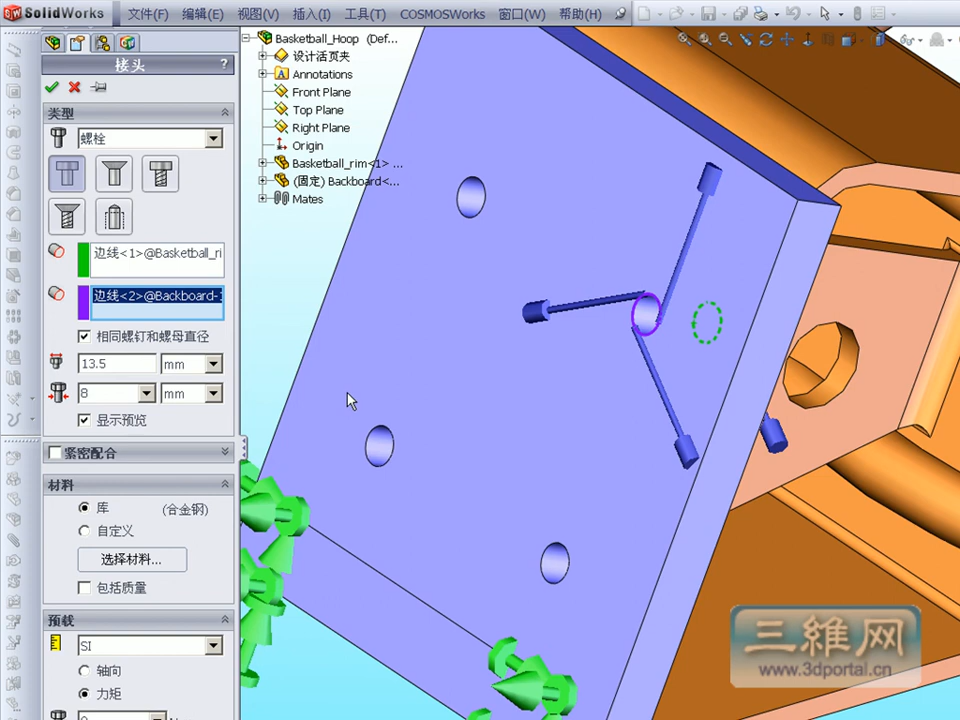 SolidWorks 文件(F) 编辑(E) 视图(V) 插入(I) 工具(T) COSMOSWorks 窗口(W) 帮助(H)
接头 ?
类型
螺栓
边线<1>@Basketball_ri
边线<2>@Backboard-1
相同螺钉和螺母直径
13.5 mm
8 mm
显示预览
紧密配合
材料
库 (合金钢)
自定义
选择材料...
包括质量
预载
SI
轴向
力矩
Basketball_Hoop (Def...
设计活页夹
Annotations
Front Plane
Top Plane
Right Plane
Origin
Basketball_rim<1> ...
(固定) Backboard<...
Mates
三維网
www.3dportal.cn